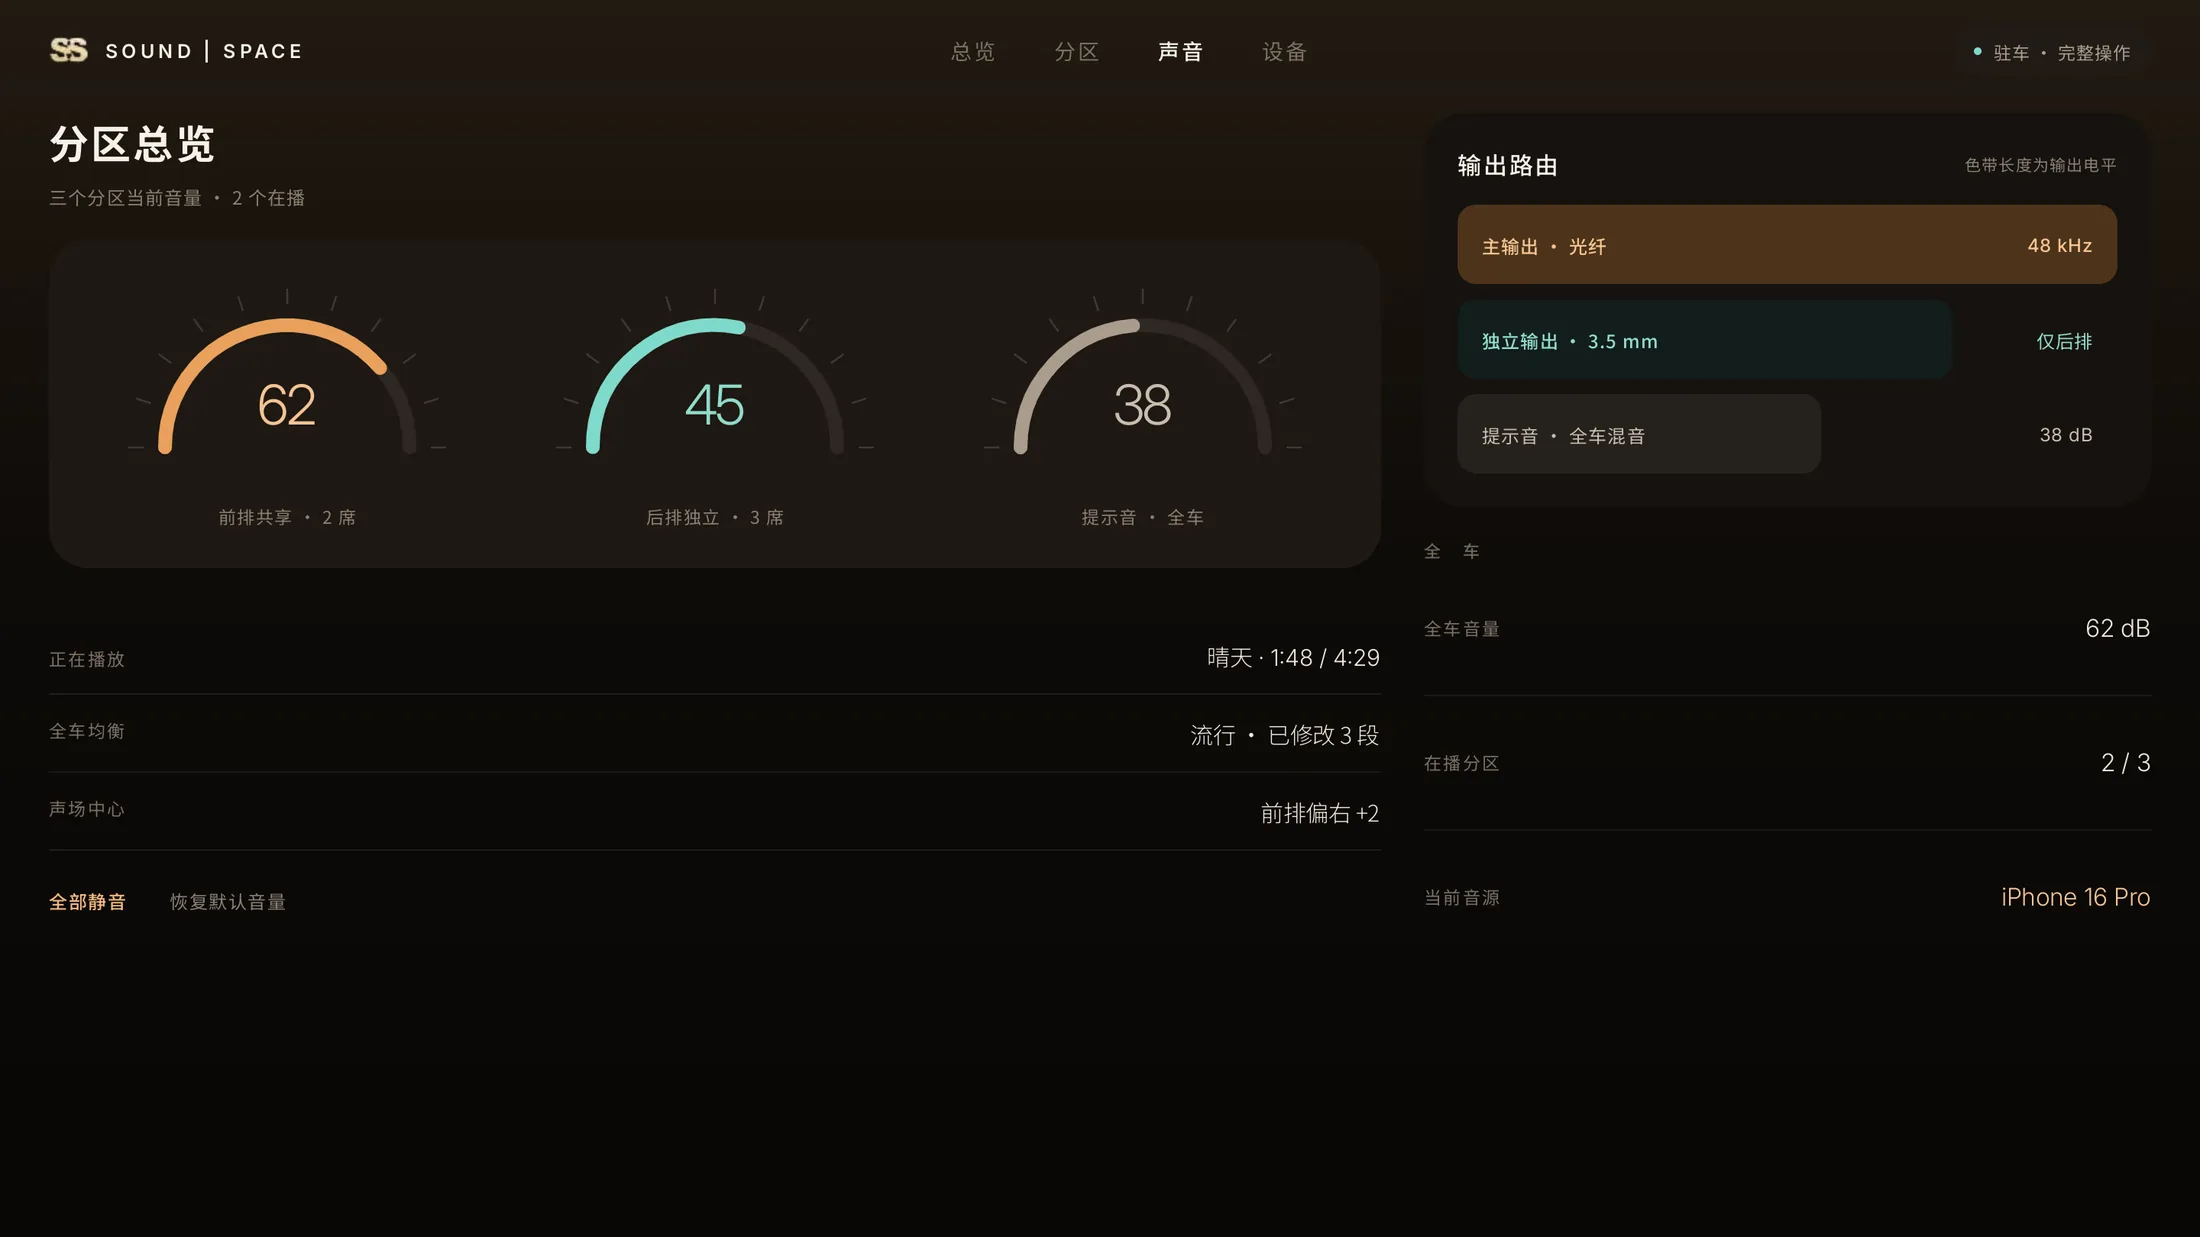 SS SOUND | SPACE
总览 分区 声音 设备
驻车 · 完整操作
分区总览
三个分区当前音量 · 2 个在播
62
前排共享 · 2 席
45
后排独立 · 3 席
38
提示音 · 全车
正在播放 晴天 · 1:48 / 4:29
全车均衡 流行 · 已修改 3 段
声场中心 前排偏右 +2
全部静音 恢复默认音量
输出路由 色带长度为输出电平
主输出 · 光纤 48 kHz
独立输出 · 3.5 mm 仅后排
提示音 · 全车混音 38 dB
全 车
全车音量 62 dB
在播分区 2 / 3
当前音源 iPhone 16 Pro